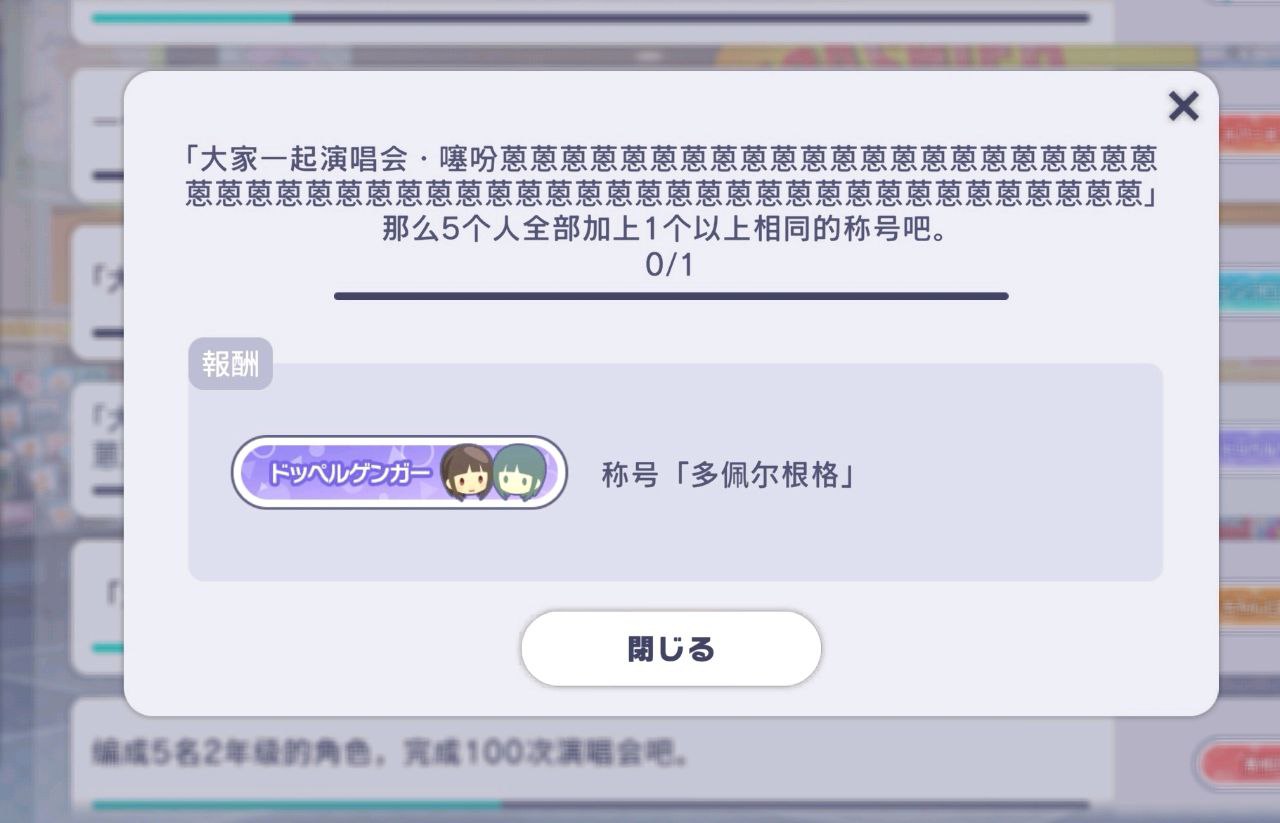 「大家一起演唱会・噻吩蒽蒽蒽蒽蒽蒽蒽蒽蒽蒽蒽蒽蒽蒽蒽蒽蒽蒽蒽蒽蒽蒽
蒽蒽蒽蒽蒽蒽蒽蒽蒽蒽蒽蒽蒽蒽蒽蒽蒽蒽蒽蒽蒽蒽蒽蒽蒽蒽蒽蒽蒽蒽蒽蒽」
那么5个人全部加上1个以上相同的称号吧。
0/1
報酬
ドッペルゲンガー
称号「多佩尔根格」
閉じる
编成5名2年级的角色，完成100次演唱会吧。